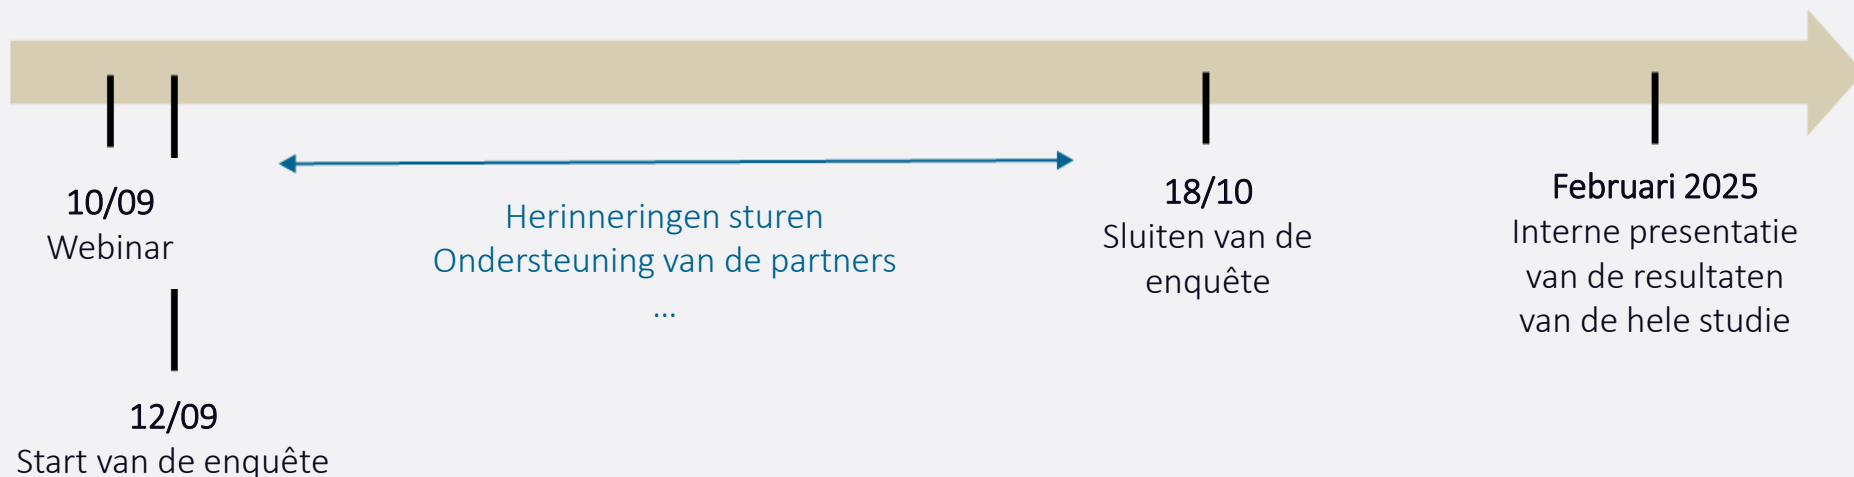 10/09
Webinar
12/09
Start van de enquête
Herinneringen sturen
Ondersteuning van de partners
...
18/10
Sluiten van de
enquête
Februari 2025
Interne presentatie
van de resultaten
van de hele studie